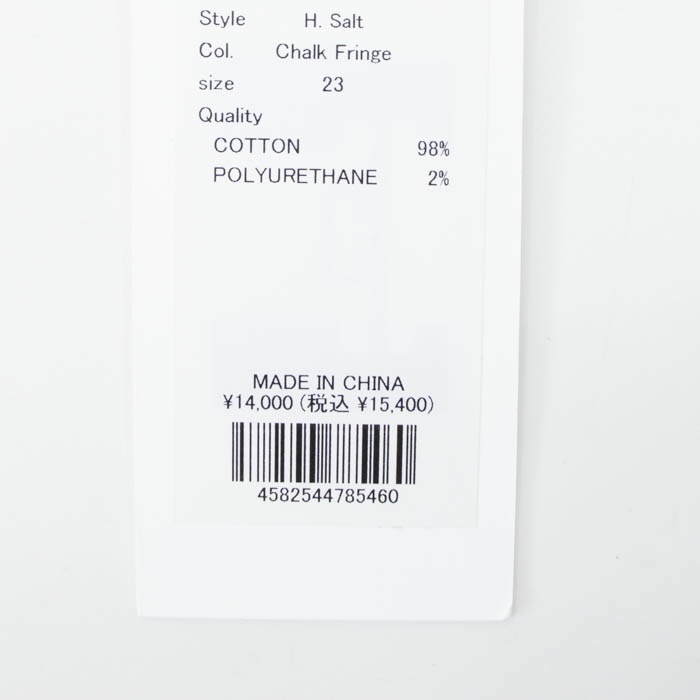 Style H. Salt
Col. Chalk Fringe
size 23
Quality
COTTON 98%
POLYURETHANE 2%
MADE IN CHINA
¥14,000 (税込 ¥15,400)
4582544785460